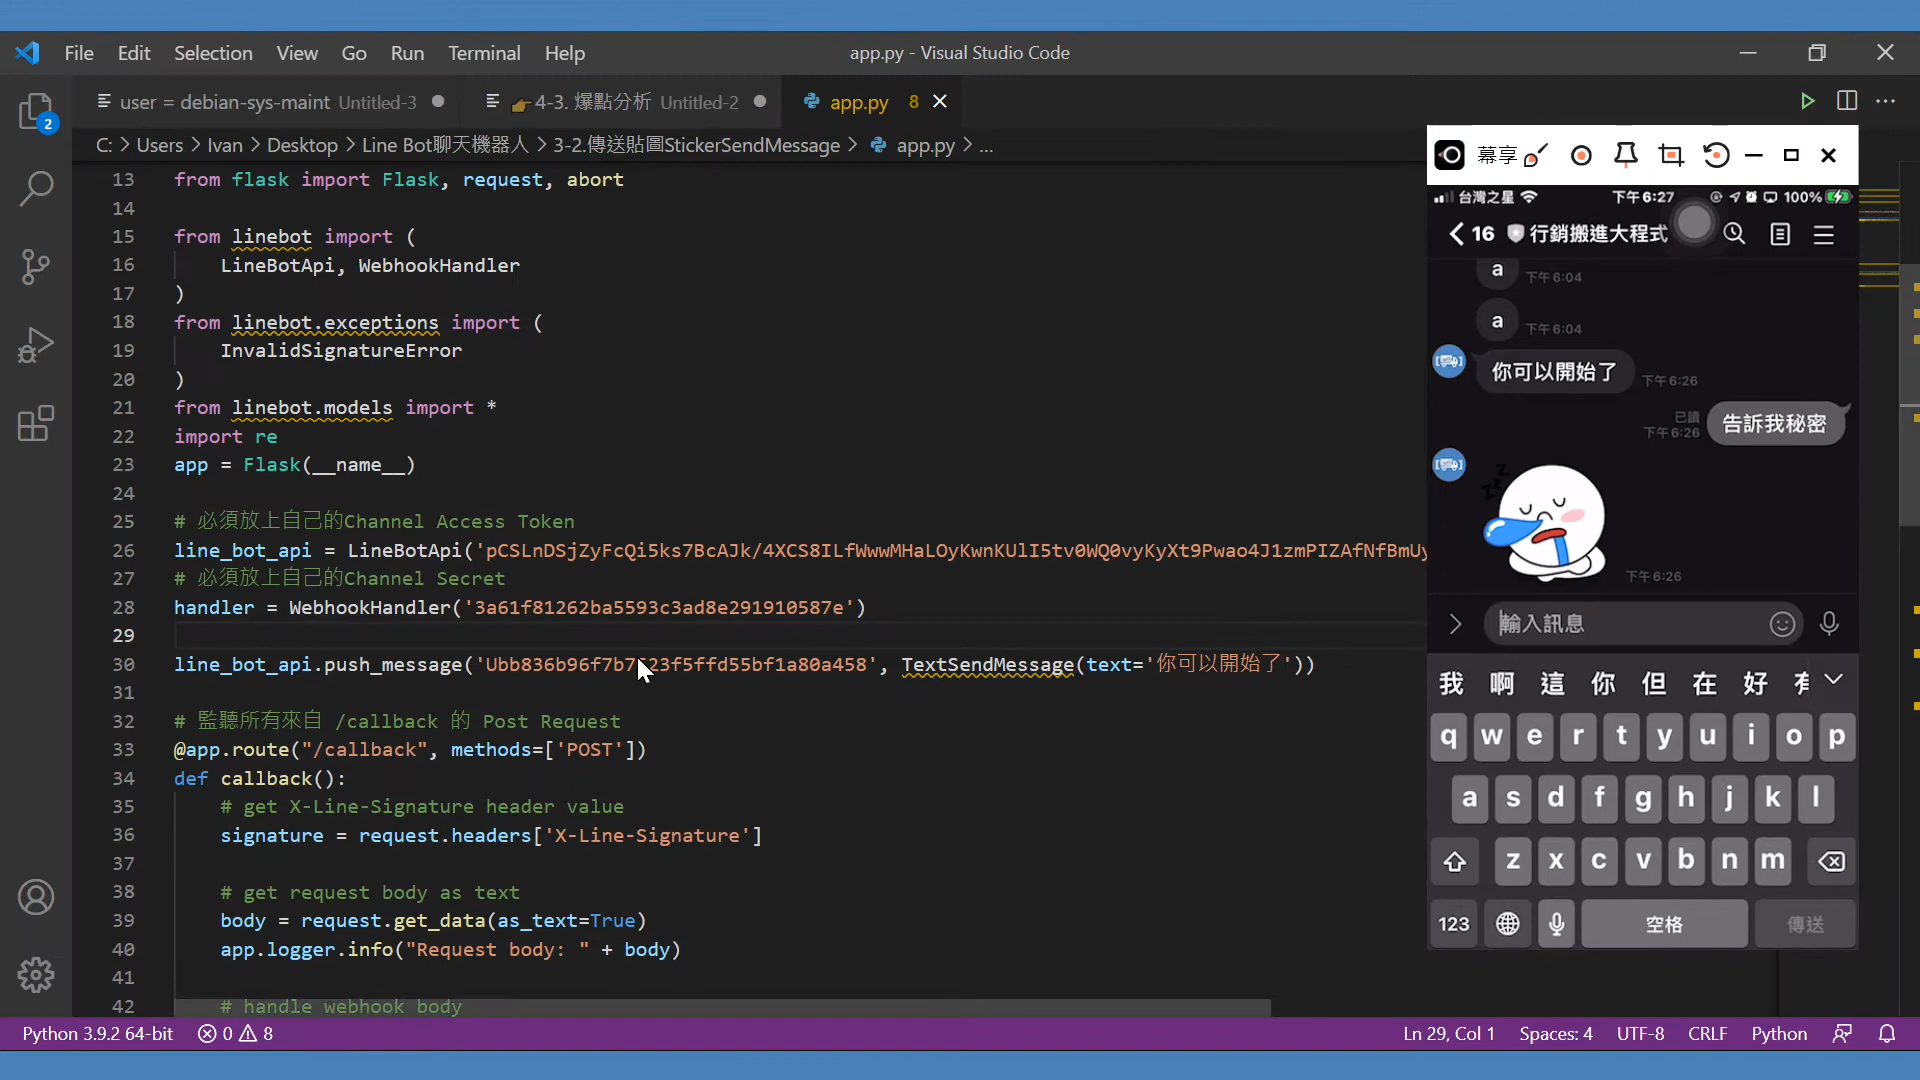 File Edit Selection View Go Run Terminal Help
app.py - Visual Studio Code
user = debian-sys-maint Untitled-3
👉4-3. 爆點分析 Untitled-2
app.py 8
C: > Users > Ivan > Desktop > Line Bot聊天機器人 > 3-2.傳送貼圖StickerSendMessage > app.py > ...
2
13 from flask import Flask, request, abort
14
15 from linebot import (
16 LineBotApi, WebhookHandler
17 )
18 from linebot.exceptions import (
19 InvalidSignatureError
20 )
21 from linebot.models import *
22 import re
23 app = Flask(__name__)
24
25 # 必須放上自己的Channel Access Token
26 line_bot_api = LineBotApi('pCSLnDSjZyFcQi5ks7BcAJk/4XCS8ILfWwwMHaLOyKwnKUlI5tv0WQ0vyKyXt9Pwao4J1zmPIZAfNfBmUy
27 # 必須放上自己的Channel Secret
28 handler = WebhookHandler('3a61f81262ba5593c3ad8e291910587e')
29
30 line_bot_api.push_message( , TextSendMessage(text='你可以開始了'))
31
32 # 監聽所有來自 /callback 的 Post Request
33 @app.route("/callback", methods=['POST'])
34 def callback():
35 # get X-Line-Signature header value
36 signature = request.headers['X-Line-Signature']
37
38 # get request body as text
39 body = request.get_data(as_text=True)
40 app.logger.info("Request body: " + body)
41
42 # handle webhook body
Python 3.9.2 64-bit 0 8
Ln 29, Col 1 Spaces: 4 UTF-8 CRLF Python
幕享
台灣之星 下午6:27 100%
16 行銷搬進大程式
a 下午6:04
a 下午6:04
你可以開始了 下午6:26
已讀
下午6:26 告訴我秘密
z z z
下午6:26
輸入訊息
我 啊 這 你 但 在 好
q w e r t y u i o p
a s d f g h j k l
z x c v b n m
123 空格 傳送